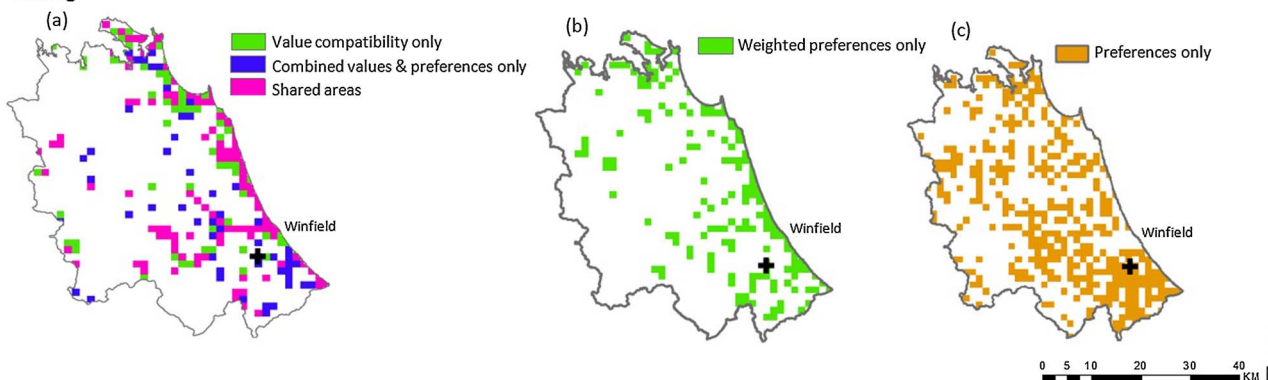 (a)
Value compatibility only
Combined values & preferences only
Shared areas
Winfield
(b)
Weighted preferences only
Winfield
(c)
Preferences only
Winfield
0 5 10 20 30 40
KM